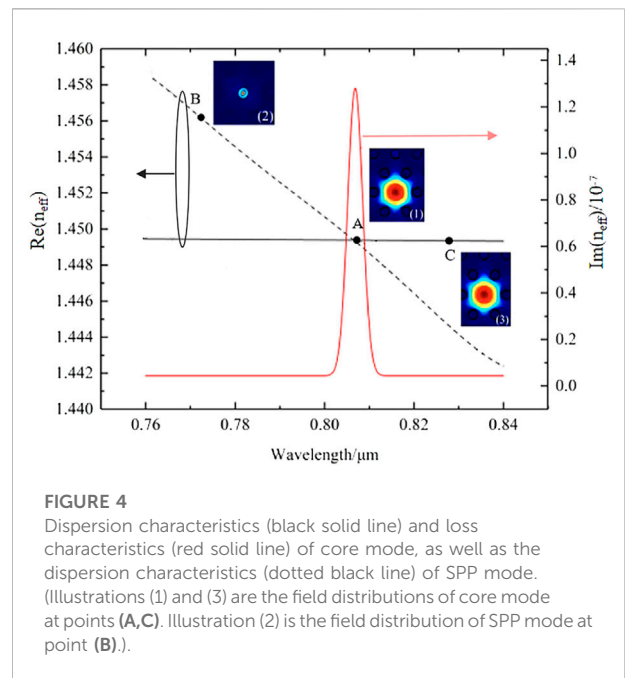 1.460
1.458
1.456
1.454
1.452
1.450
1.448
1.446
1.444
1.442
1.440
Re(neff)
0.76
0.78
0.80
0.82
0.84
Wavelength/μm
1.4
1.2
1.0
0.8
0.6
0.4
0.2
0.0
Im(neff)/10-7
B
(2)
A
(1)
C
(3)
FIGURE 4
Dispersion characteristics (black solid line) and loss
characteristics (red solid line) of core mode, as well as the
dispersion characteristics (dotted black line) of SPP mode.
(Illustrations (1) and (3) are the field distributions of core mode
at points (A,C). Illustration (2) is the field distribution of SPP mode at
point (B).).